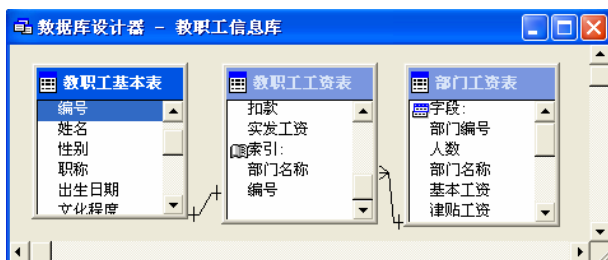 数据库设计器 - 教职工信息库
教职工基本表
编号
姓名
性别
职称
出生日期
文化程度
教职工工资表
扣款
实发工资
索引:
部门名称
编号
部门工资表
字段:
部门编号
人数
部门名称
基本工资
津贴工资